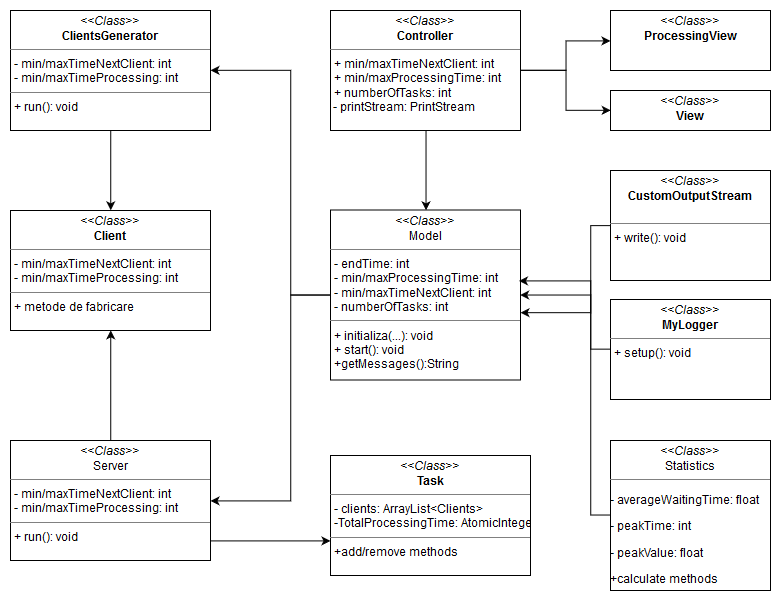 <<Class>>
ClientsGenerator
- min/maxTimeNextClient: int
- min/maxTimeProcessing: int
+ run(): void
<<Class>>
Controller
+ min/maxTimeNextClient: int
+ min/maxProcessingTime: int
+ numberOfTasks: int
- printStream: PrintStream
<<Class>>
ProcessingView
<<Class>>
View
<<Class>>
Client
- min/maxTimeNextClient: int
- min/maxTimeProcessing: int
+ metode de fabricare
<<Class>>
Model
- endTime: int
- min/maxProcessingTime: int
- min/maxTimeNextClient: int
- numberOfTasks: int
+ initializa(...): void
+ start(): void
+getMessages():String
<<Class>>
CustomOutputStream
+ write(): void
<<Class>>
MyLogger
+ setup(): void
<<Class>>
Server
- min/maxTimeNextClient: int
- min/maxTimeProcessing: int
+ run(): void
<<Class>>
Task
- clients: ArrayList<Clients>
-TotalProcessingTime: AtomicIntege
+add/remove methods
<<Class>>
Statistics
- averageWaitingTime: float
- peakTime: int
- peakValue: float
+calculate methods